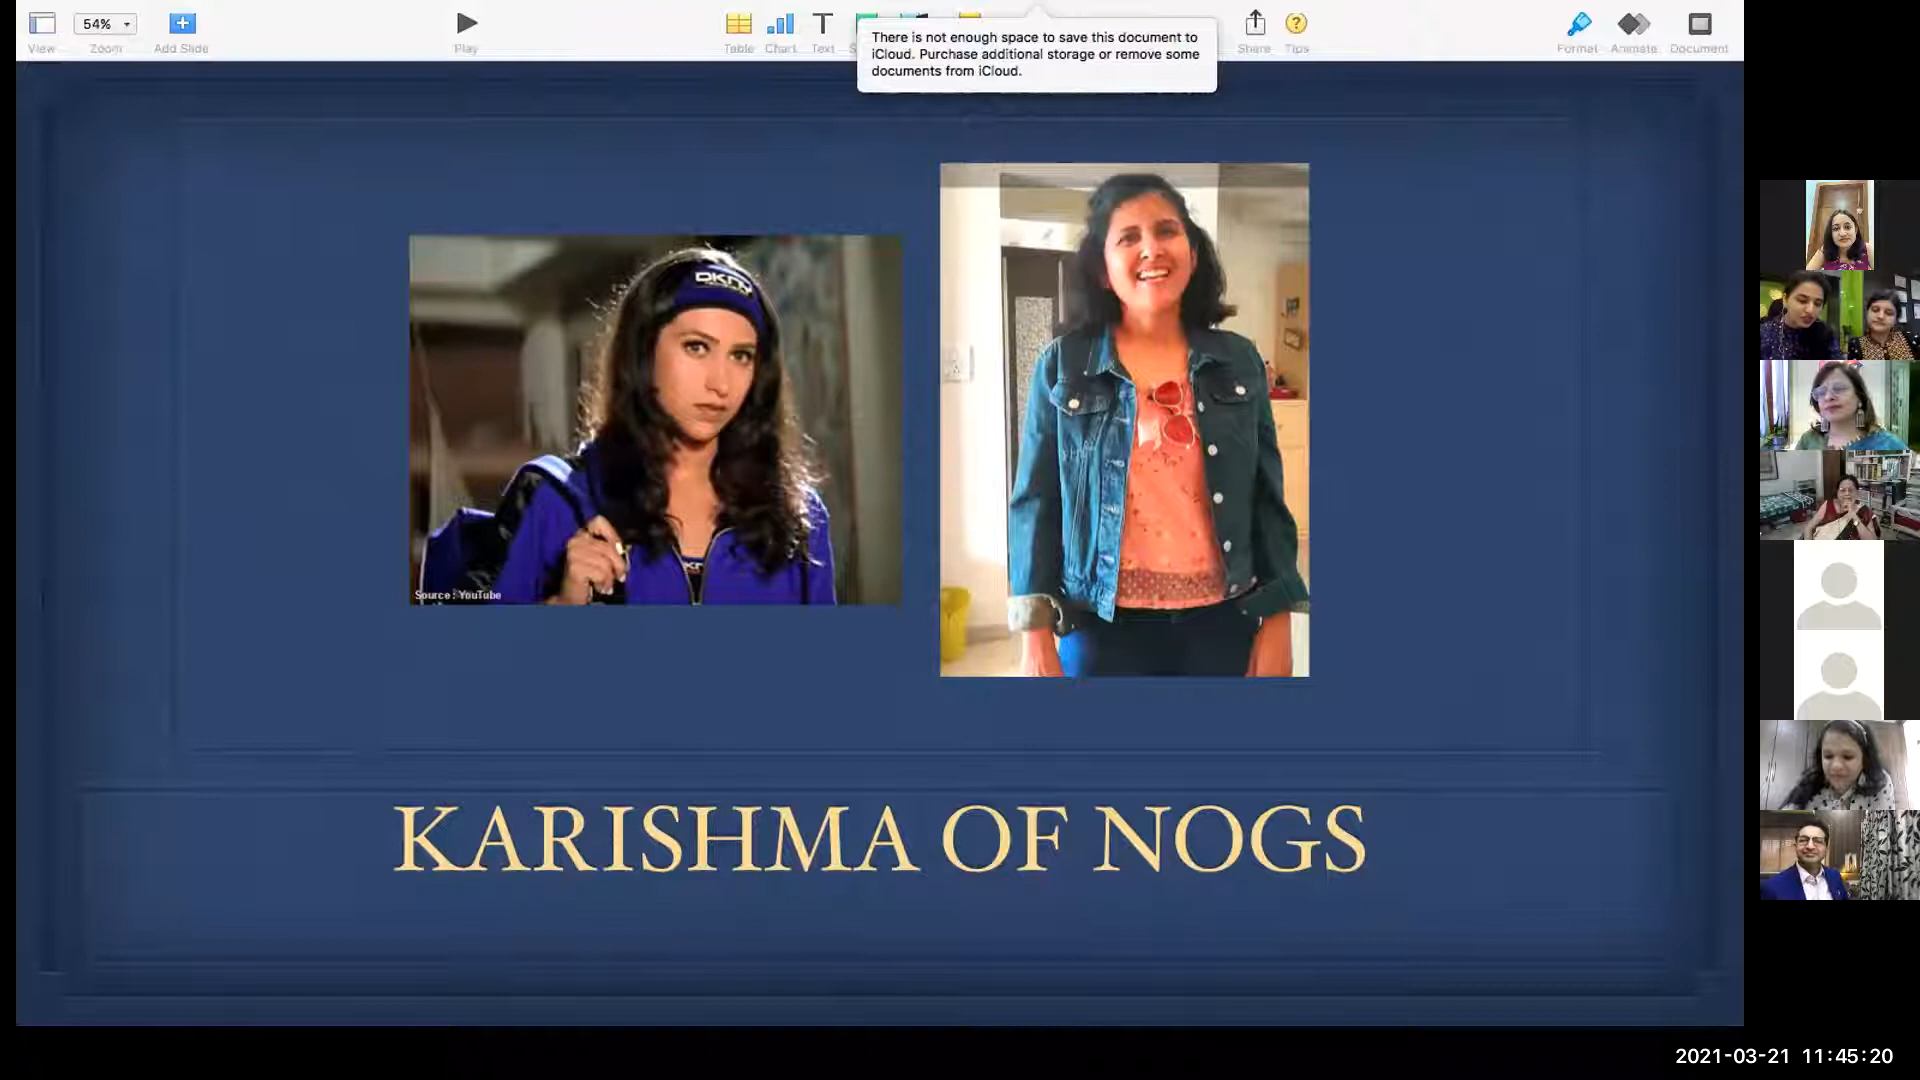 54%
View
Zoom
Add Slide
Play
Table
Chart
Text
Share
Tips
Format
Animate
Document
There is not enough space to save this document to
iCloud. Purchase additional storage or remove some
documents from iCloud.
DKNY
Source: YouTube
KARISHMA OF NOGS
2021-03-21 11:45:20